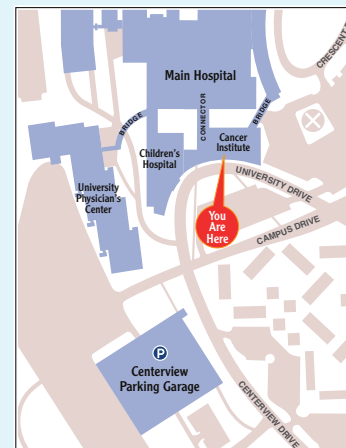 Main Hospital
CRESCENT
BRIDGE
CONNECTOR
BRIDGE
Cancer
Institute
Children's
Hospital
University
Physician's
Center
UNIVERSITY DRIVE
You
Are
Here
CAMPUS DRIVE
P
Centerview
Parking Garage
CENTERVIEW DRIVE